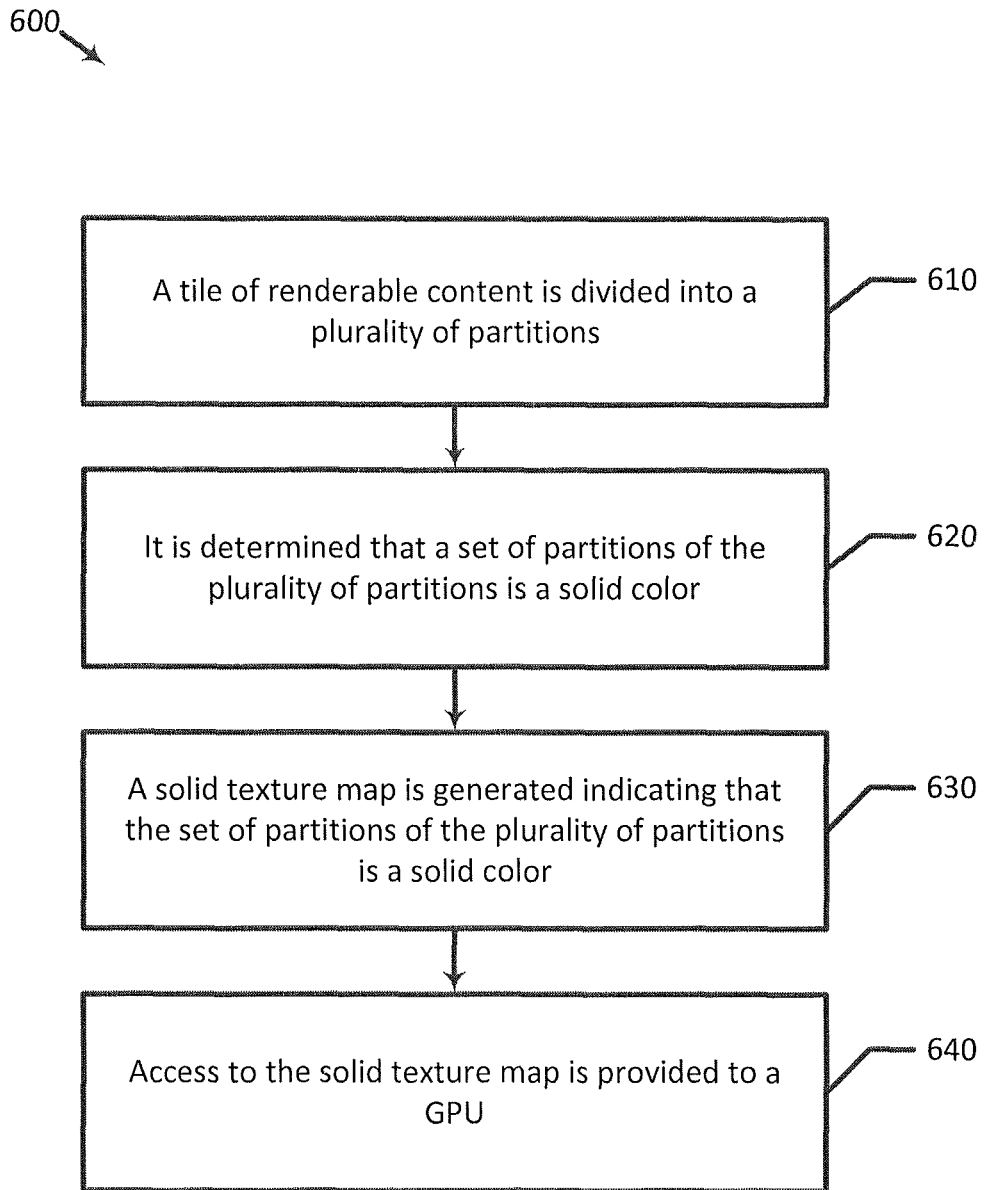 600
A tile of renderable content is divided into a
plurality of partitions
610
It is determined that a set of partitions of the
plurality of partitions is a solid color
620
A solid texture map is generated indicating that
the set of partitions of the plurality of partitions
is a solid color
630
Access to the solid texture map is provided to a
GPU
640